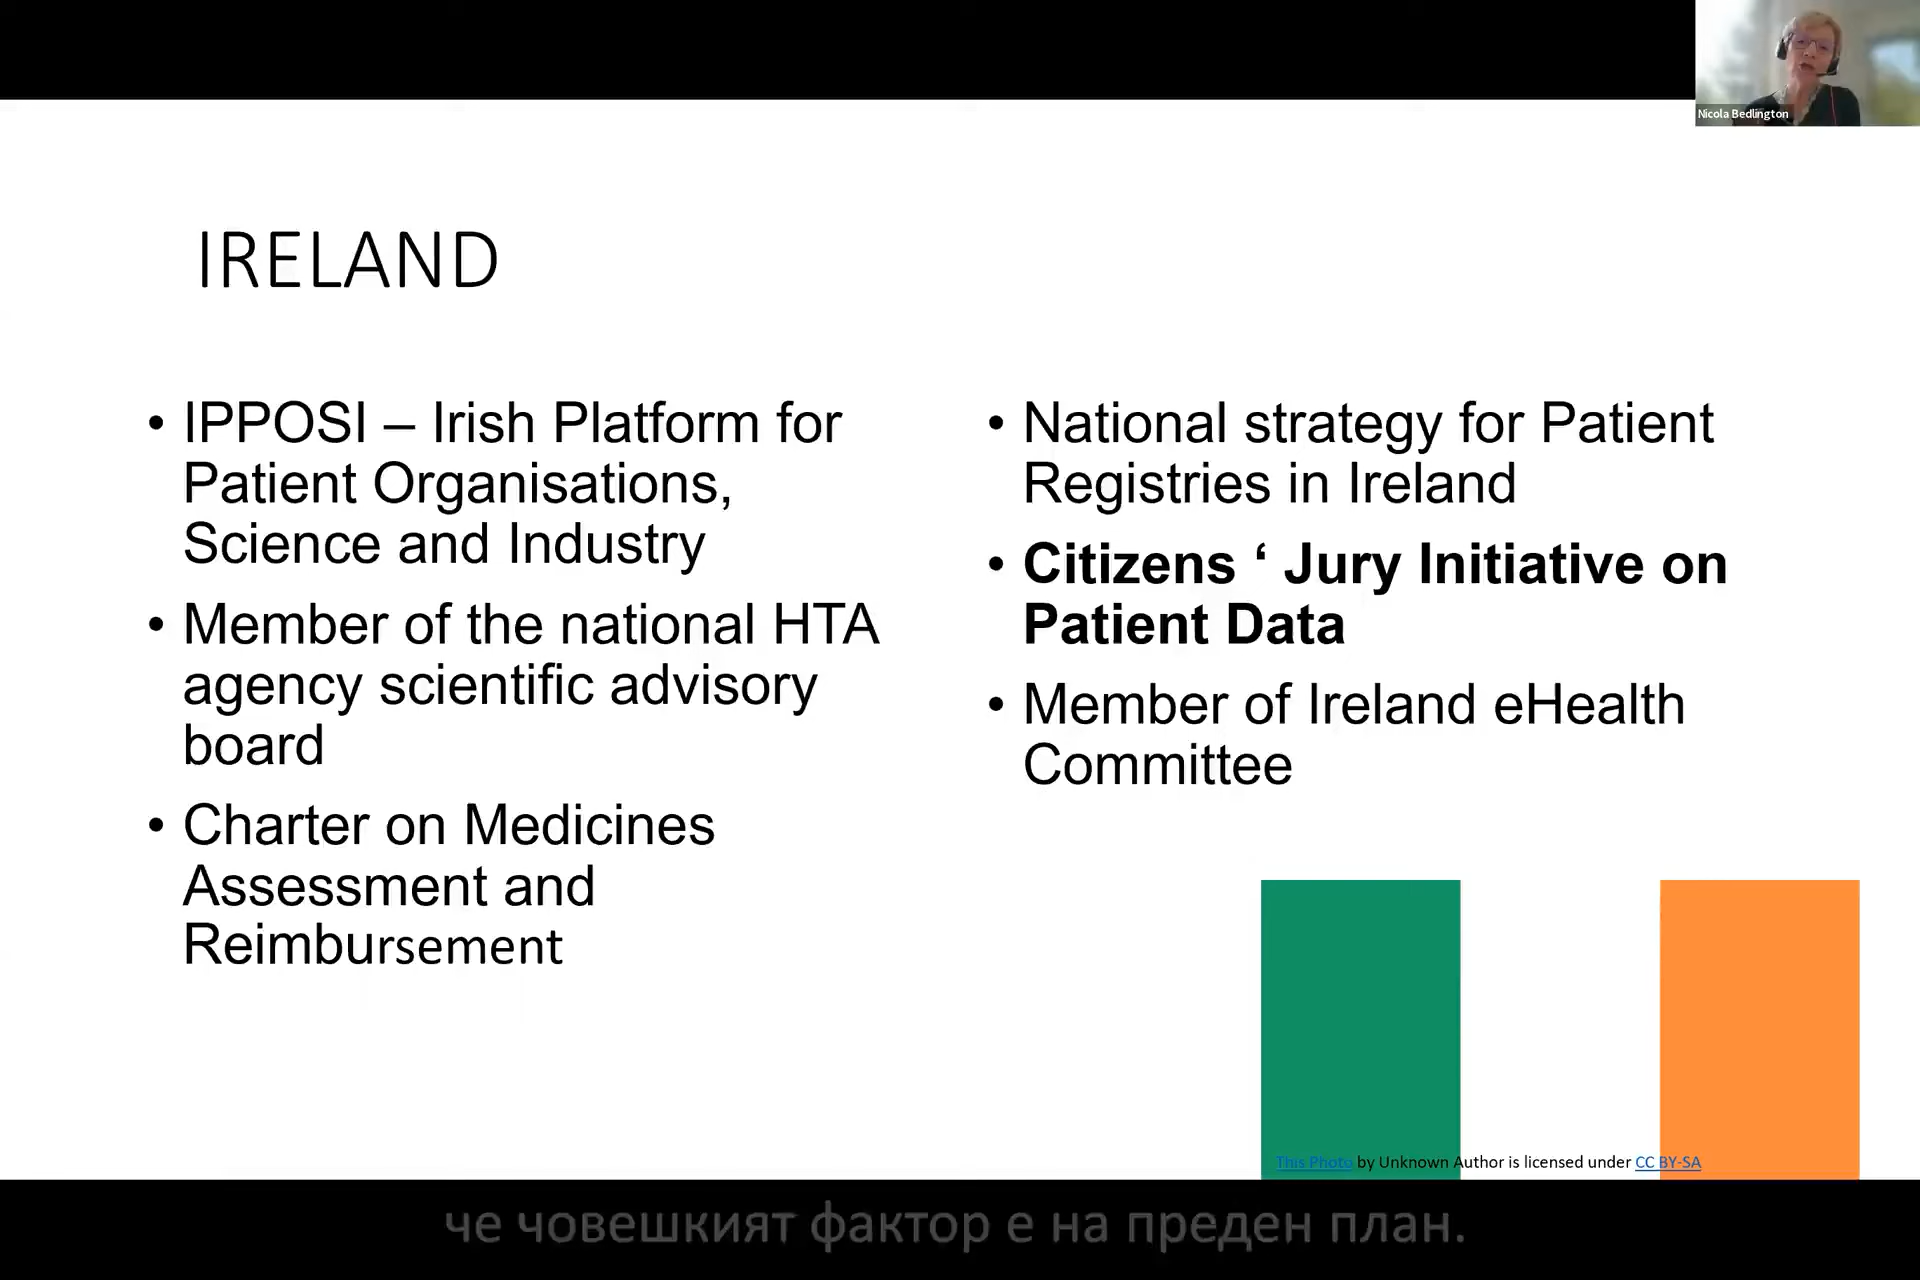 Nicola Bedlington
IRELAND
• IPPOSI – Irish Platform for
Patient Organisations,
Science and Industry
• Member of the national HTA
agency scientific advisory
board
• Charter on Medicines
Assessment and
Reimbursement
• National strategy for Patient
Registries in Ireland
• Citizens ‘ Jury Initiative on
Patient Data
• Member of Ireland eHealth
Committee
This Photo by Unknown Author is licensed under CC BY-SA
че човешкият фактор е на преден план.